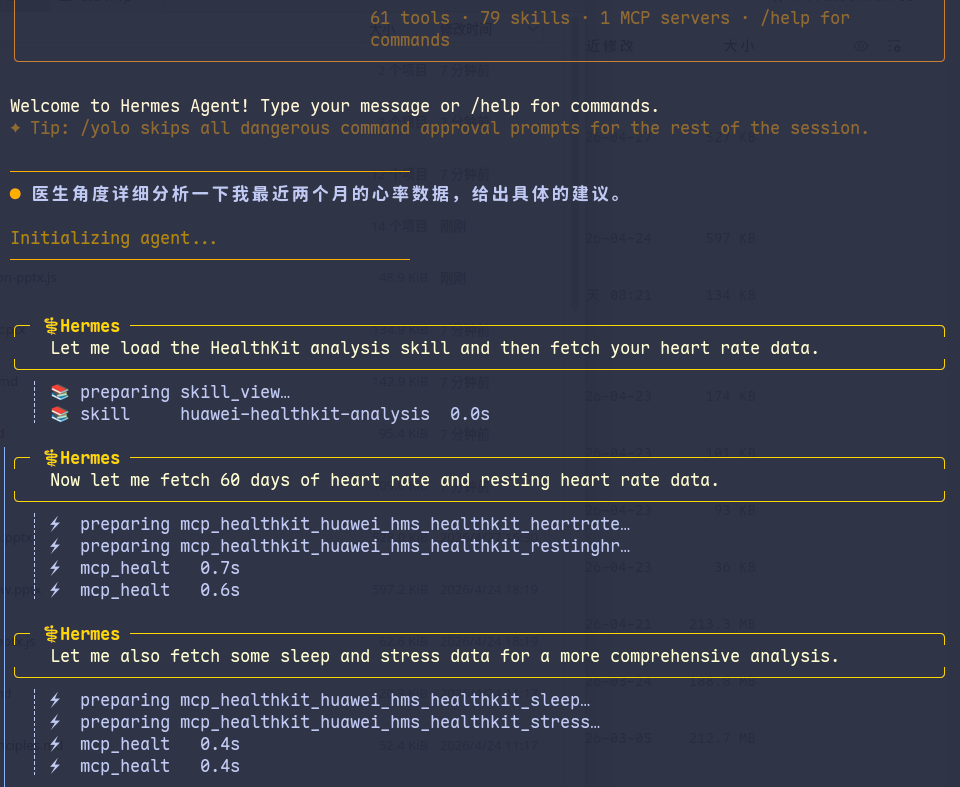 61 tools · 79 skills · 1 MCP servers · /help for
commands
Welcome to Hermes Agent! Type your message or /help for commands.
✦ Tip: /yolo skips all dangerous command approval prompts for the rest of the session.
● 医生角度详细分析一下我最近两个月的心率数据，给出具体的建议。
Initializing agent...
⚕Hermes
Let me load the HealthKit analysis skill and then fetch your heart rate data.
📚 preparing skill_view…
📚 skill huawei-healthkit-analysis 0.0s
⚕Hermes
Now let me fetch 60 days of heart rate and resting heart rate data.
⚡ preparing mcp_healthkit_huawei_hms_healthkit_heartrate…
⚡ preparing mcp_healthkit_huawei_hms_healthkit_restinghr…
⚡ mcp_healt 0.7s
⚡ mcp_healt 0.6s
⚕Hermes
Let me also fetch some sleep and stress data for a more comprehensive analysis.
⚡ preparing mcp_healthkit_huawei_hms_healthkit_sleep…
⚡ preparing mcp_healthkit_huawei_hms_healthkit_stress…
⚡ mcp_healt 0.4s
⚡ mcp_healt 0.4s